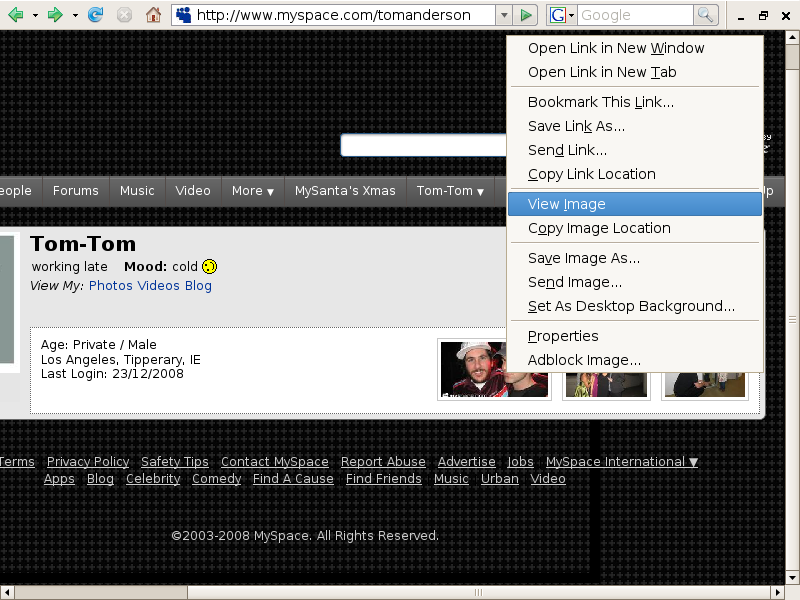 http://www.myspace.com/tomanderson
G Google
Open Link in New Window
Open Link in New Tab
Bookmark This Link...
Save Link As...
Send Link...
Copy Link Location
View Image
Copy Image Location
Save Image As...
Send Image...
Set As Desktop Background...
Properties
Adblock Image...
eople Forums Music Video More ▼ MySanta's Xmas Tom-Tom ▼ lp
Tom-Tom
working late Mood: cold
View My: Photos Videos Blog
Age: Private / Male
Los Angeles, Tipperary, IE
Last Login: 23/12/2008
Terms Privacy Policy Safety Tips Contact MySpace Report Abuse Advertise Jobs MySpace International ▼
Apps Blog Celebrity Comedy Find A Cause Find Friends Music Urban Video
©2003-2008 MySpace. All Rights Reserved.